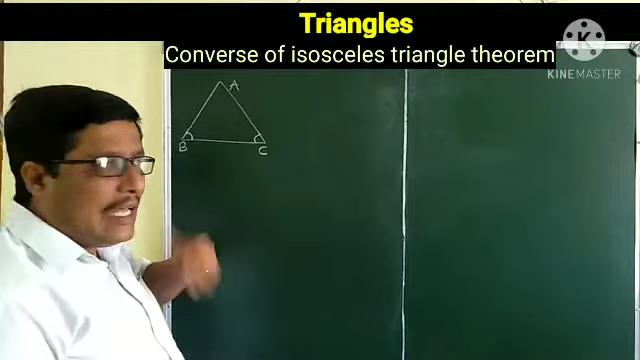 Triangles
Converse of isosceles triangle theorem
K
KINEMASTER
A
B
C